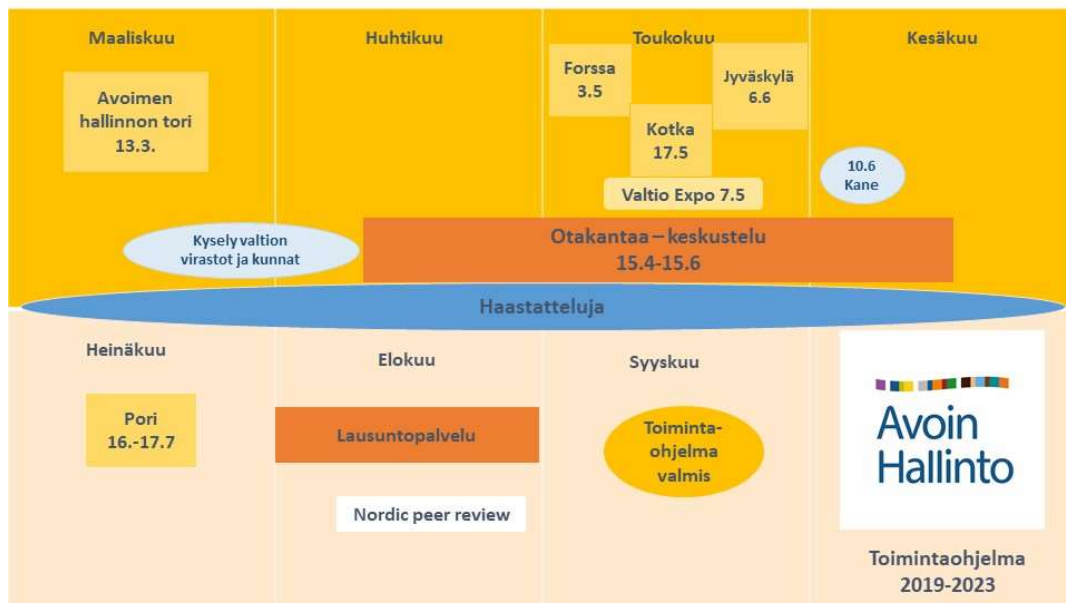 Maaliskuu
Huhtikuu
Toukokuu
Kesäkuu
Avoimen
hallinnon tori
13.3.
Forssa
3.5
Jyväskylä
6.6
Kotka
17.5
Valtio Expo 7.5
10.6
Kane
Kysely valtion
virastot ja kunnat
Otakantaa – keskustelu
15.4-15.6
Haastatteluja
Heinäkuu
Elokuu
Syyskuu
Pori
16.-17.7
Lausuntopalvelu
Nordic peer review
Toiminta-
ohjelma
valmis
Avoin
Hallinto
Toimintaohjelma
2019-2023